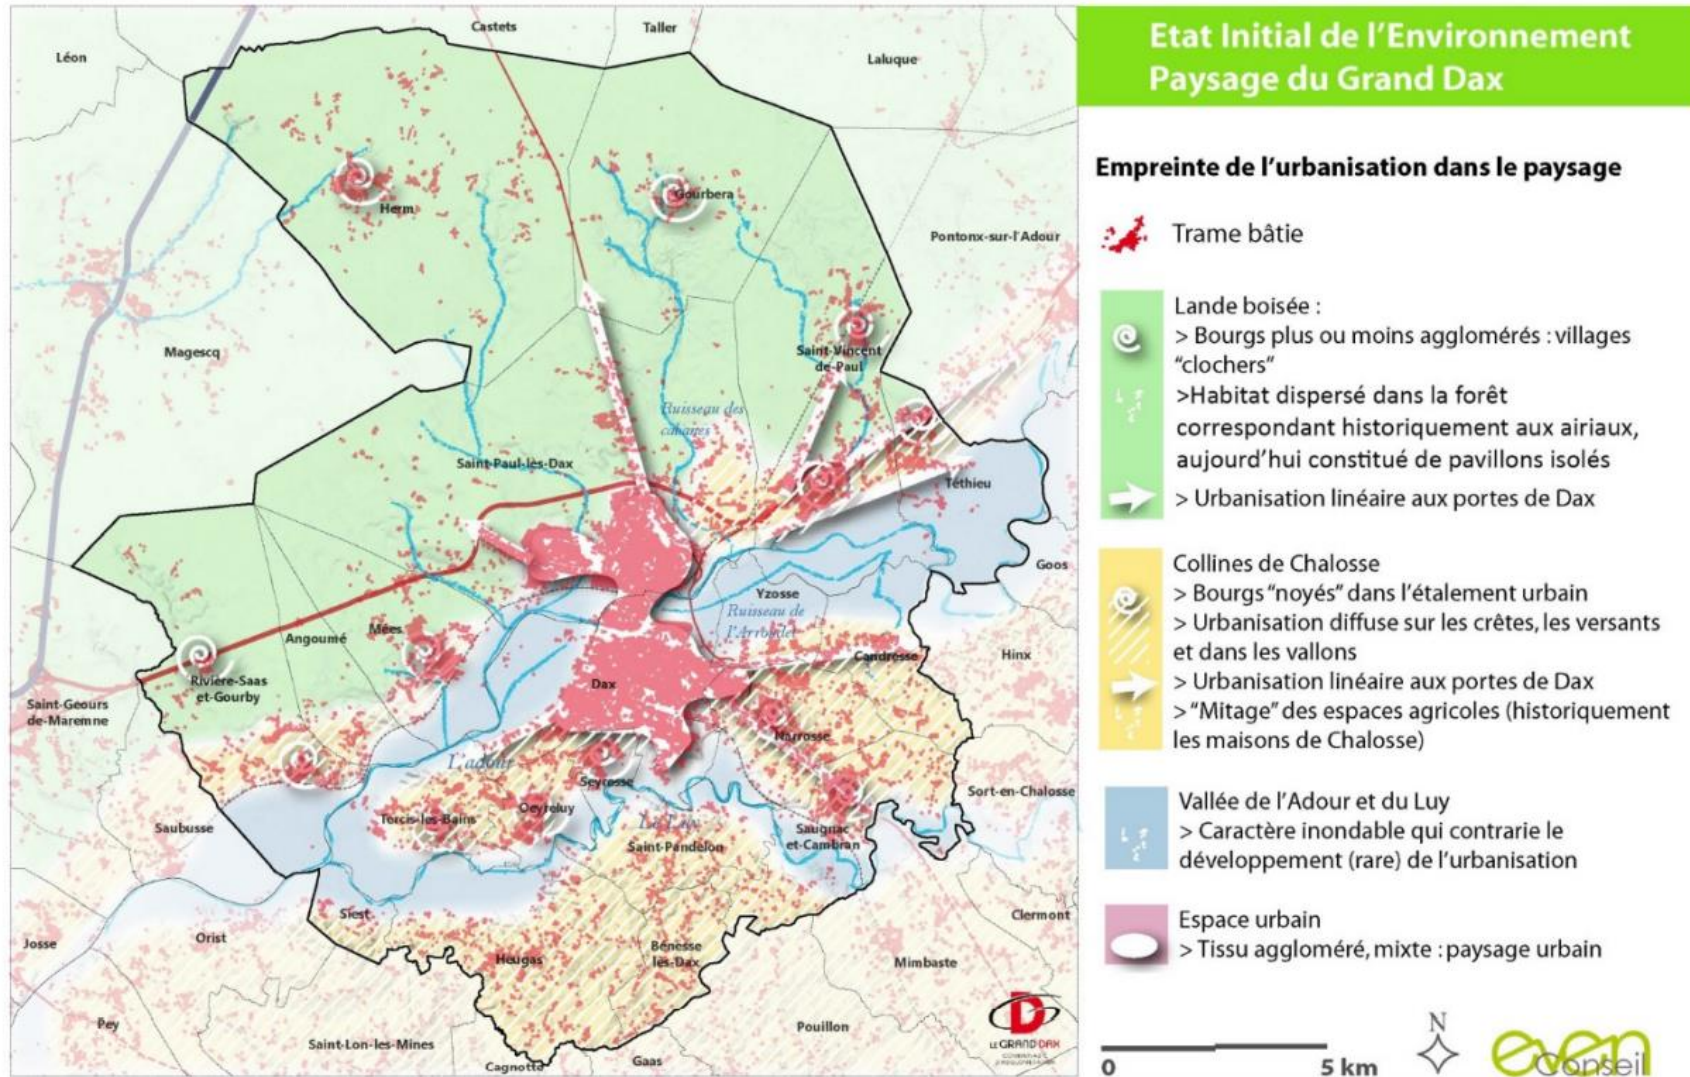 Etat Initial de l'Environnement
Paysage du Grand Dax
Empreinte de l'urbanisation dans le paysage
Trame bâtie
Lande boisée :
> Bourgs plus ou moins agglomérés : villages
"clochers"
>Habitat dispersé dans la forêt
correspondant historiquement aux airiaux,
aujourd'hui constitué de pavillons isolés
> Urbanisation linéaire aux portes de Dax
Collines de Chalosse
> Bourgs "noyés" dans l'étalement urbain
> Urbanisation diffuse sur les crêtes, les versants
et dans les vallons
> Urbanisation linéaire aux portes de Dax
> "Mitage" des espaces agricoles (historiquement
les maisons de Chalosse)
Vallée de l'Adour et du Luy
> Caractère inondable qui contrarie le
développement (rare) de l'urbanisation
Espace urbain
> Tissu aggloméré, mixte : paysage urbain
0 5 km
N
even
Conseil
Castets
Taller
Léon
Laluque
Herm
Gourbera
Pontonx-sur-l'Adour
Magescq
Saint-Vincent
de-Paul
Ruisseau des
cabanes
Saint-Paul-lès-Dax
Téthieu
Goos
Yzosse
Ruisseau de
l'Arroudet
Angoumé
Mées
Candresse
Hinx
Rivière-Saas
et-Gourby
Dax
Saint-Geours
de-Maremne
Narrosse
L'adour
Seyresse
Sort-en-Chalosse
Tercis-les-Bains
Oeyreluy
Saubusse
Le Luy
Saint-Pandelon
Saugnac
et-Cambran
Siest
Clermont
Josse
Orist
Heugas
Bénesse
lès-Dax
Mimbaste
Pey
Saint-Lon-les-Mines
Pouillon
Cagnotte
Gaas
D
LE GRAND DAX